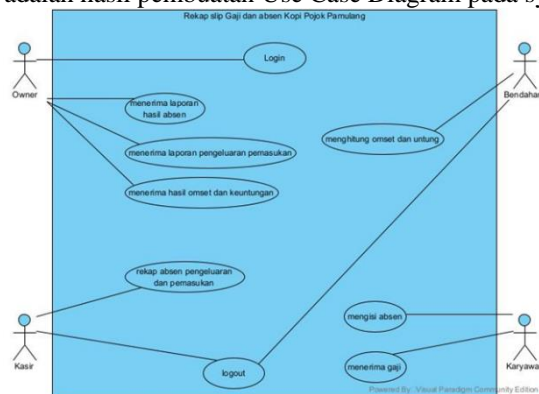 adalah hasil pembuatan Use Case Diagram pada
Rekap slip Gaji dan absen Kopi Pojok Pamulang
Login
Owner
Bendahar
menerima laporan
hasil absen
menghitung omset dan untung
menerima laporan pengeluaran pemasukan
menerima hasil omset dan keuntungan
rekap absen pengeluaran
dan pemasukan
mengisi absen
Kasir
logout
menerima gaji
Karyawa
Powered By : Visual Paradigm Community Edition